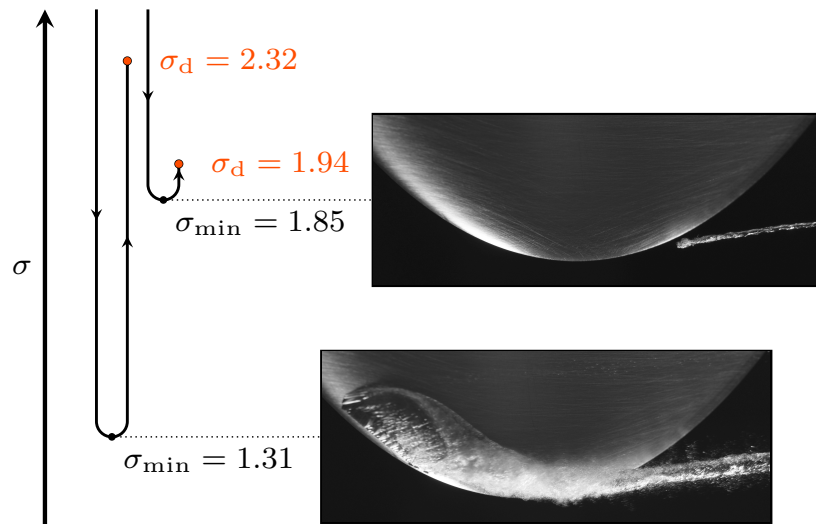 σ_d = 2.32
σ_d = 1.94
σ_min = 1.85
σ
σ_min = 1.31